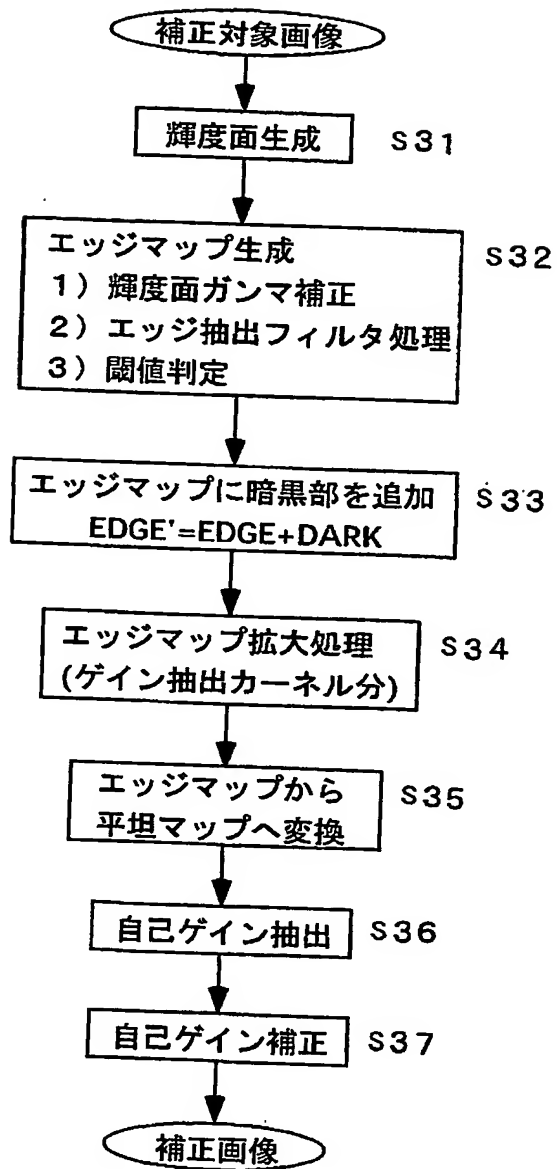 補正対象画像
輝度面生成 S31
エッジマップ生成 S32
1)輝度面ガンマ補正
2)エッジ抽出フィルタ処理
3)閾値判定
エッジマップに暗黒部を追加 S33
EDGE'=EDGE+DARK
エッジマップ拡大処理 S34
(ゲイン抽出カーネル分)
エッジマップから S35
平坦マップへ変換
自己ゲイン抽出 S36
自己ゲイン補正 S37
補正画像